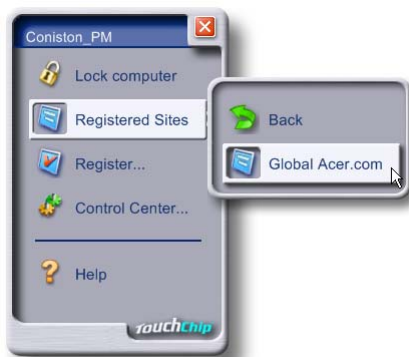 Coniston_PM
Lock computer
Registered Sites
Register...
Control Center...
Help
TouchChip
Back
Global Acer.com